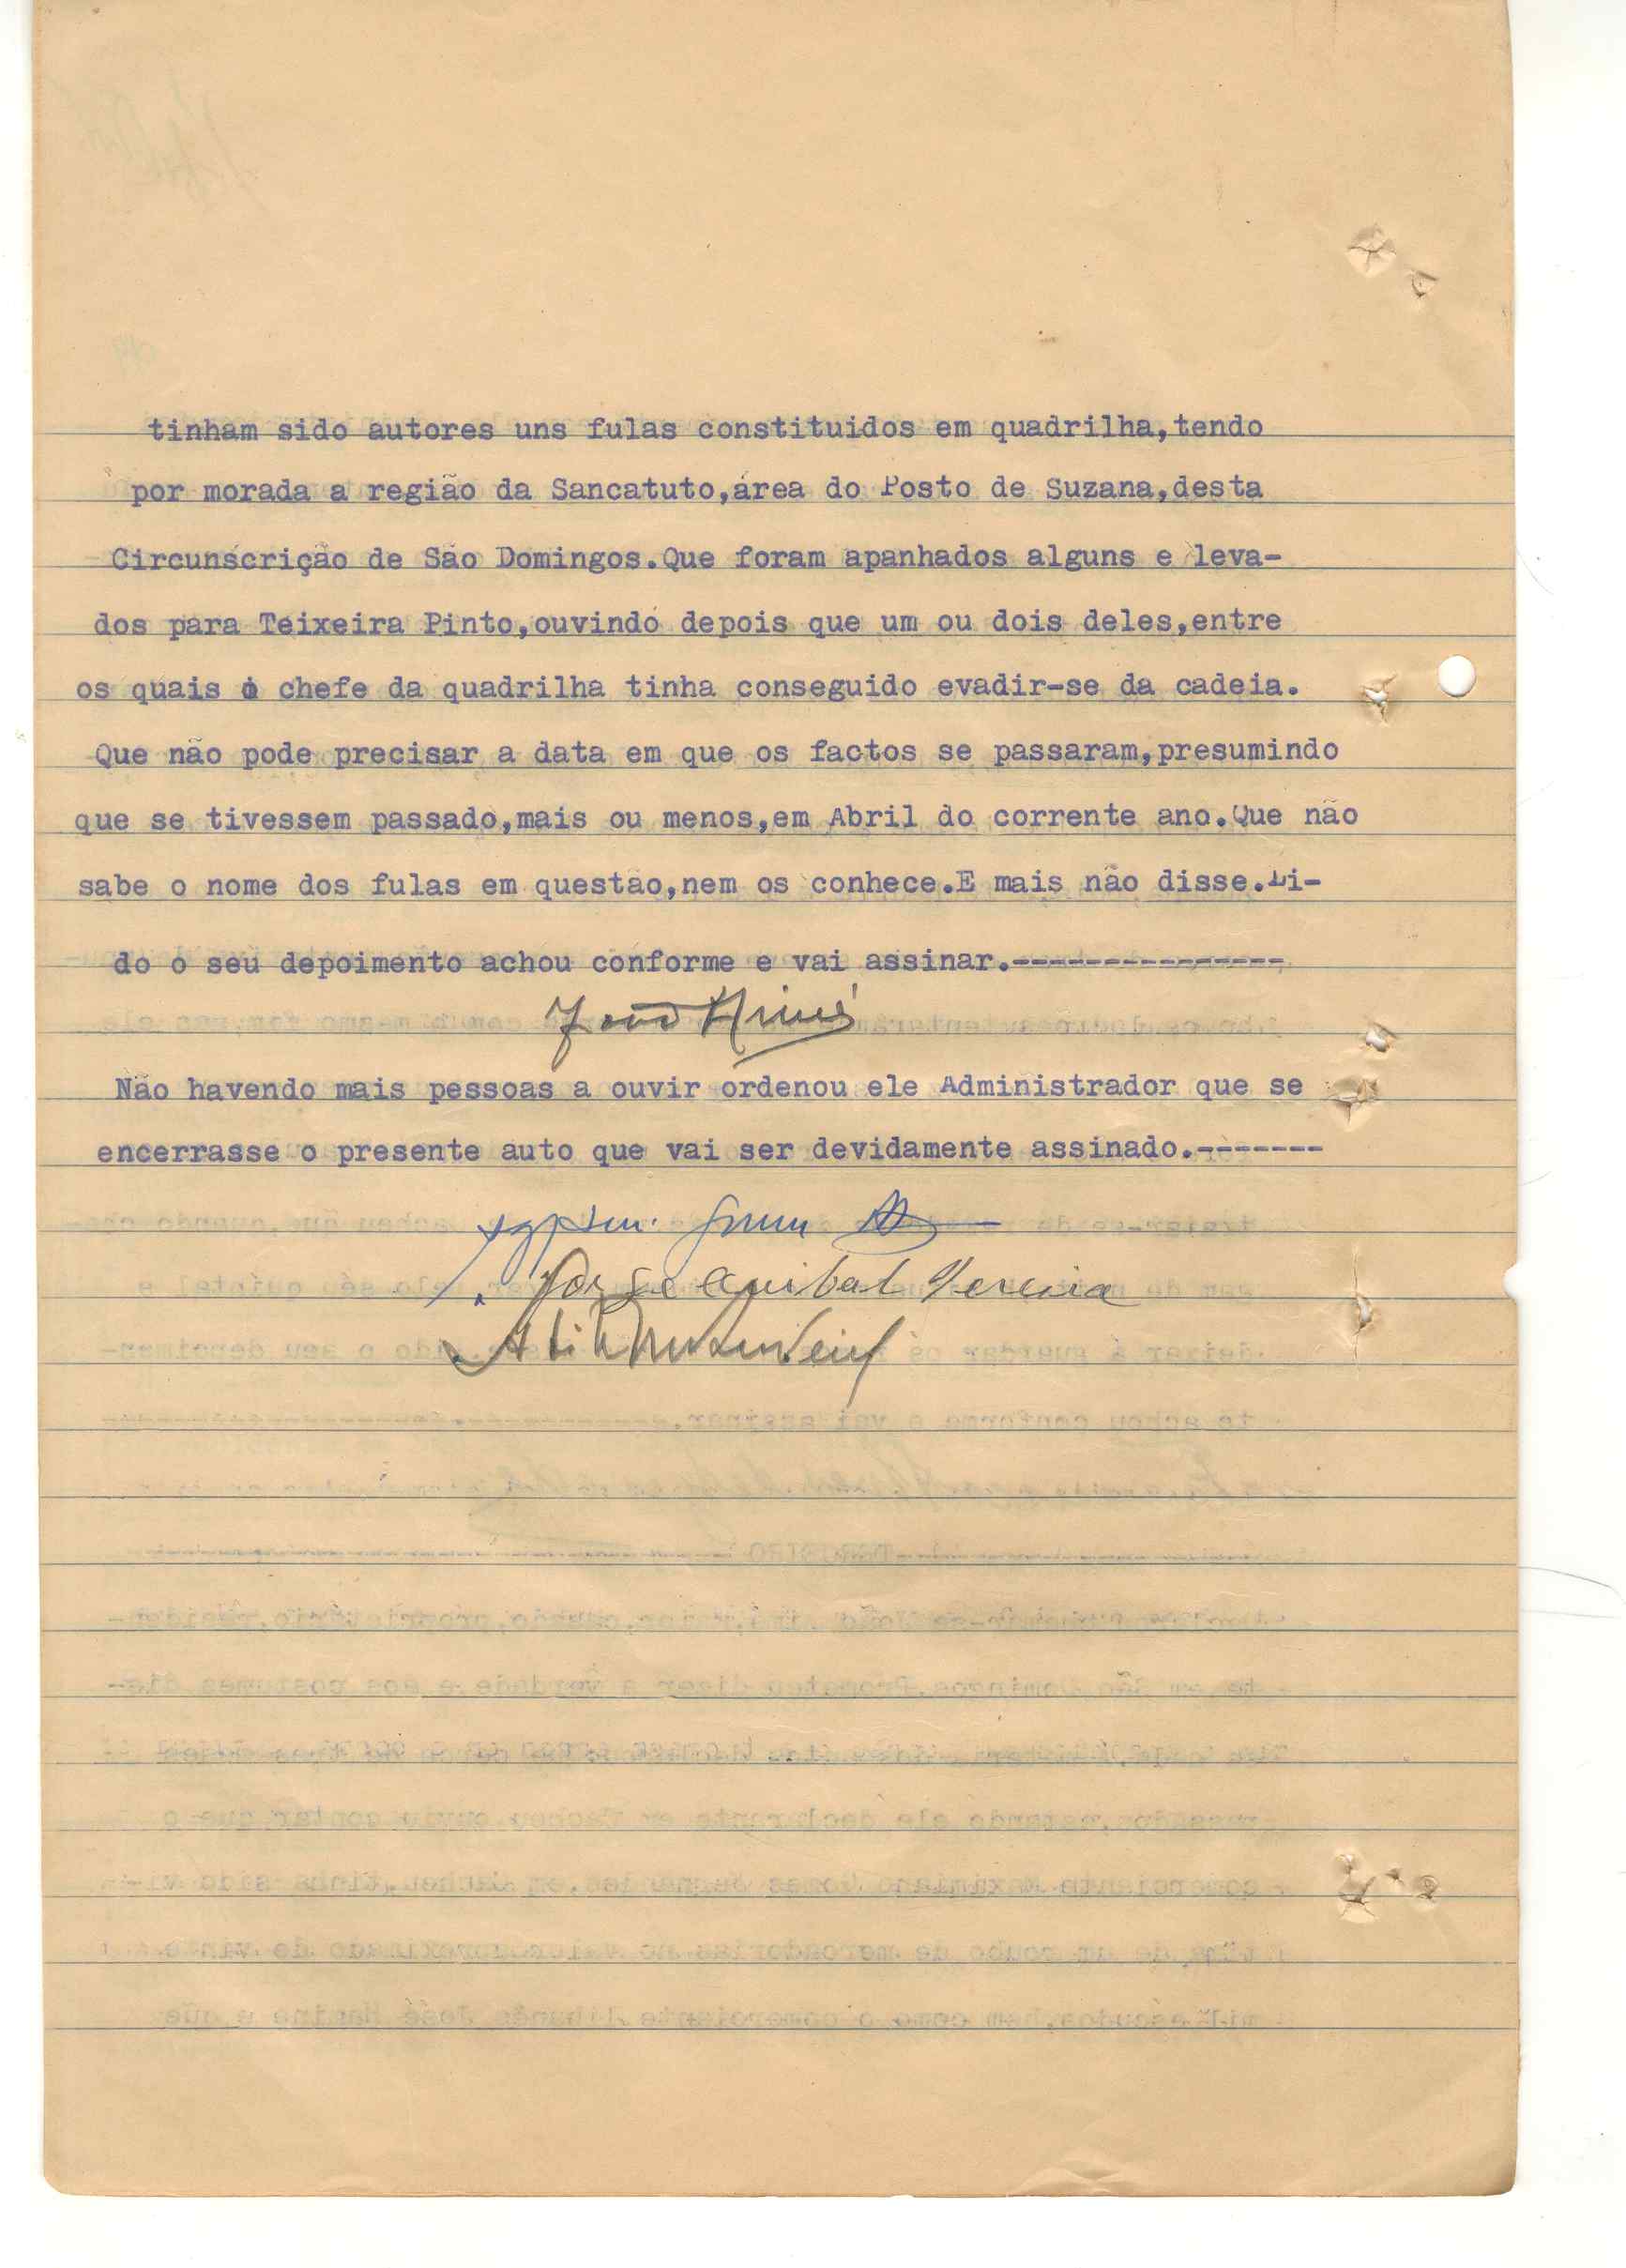 tinham sido autores uns fulas constituidos em quadrilha,tendo
por morada a região da Sancatuto,área do Posto de Suzana,desta
Circunscrição de São Domingos.Que foram apanhados alguns e leva-
dos para Teixeira Pinto,ouvindo depois que um ou dois deles,entre
os quais o chefe da quadrilha tinha conseguido evadir-se da cadeia.
Que não pode precisar a data em que os factos se passaram,presumindo
que se tivessem passado,mais ou menos,em Abril do corrente ano.Que não
sabe o nome dos fulas em questão,nem os conhece.E mais não disse.Li-
do o seu depoimento achou conforme e vai assinar.---------------
João
Não havendo mais pessoas a ouvir ordenou ele Administrador que se
encerrasse o presente auto que vai ser devidamente assinado.-------
Jorge Anibal Pereira